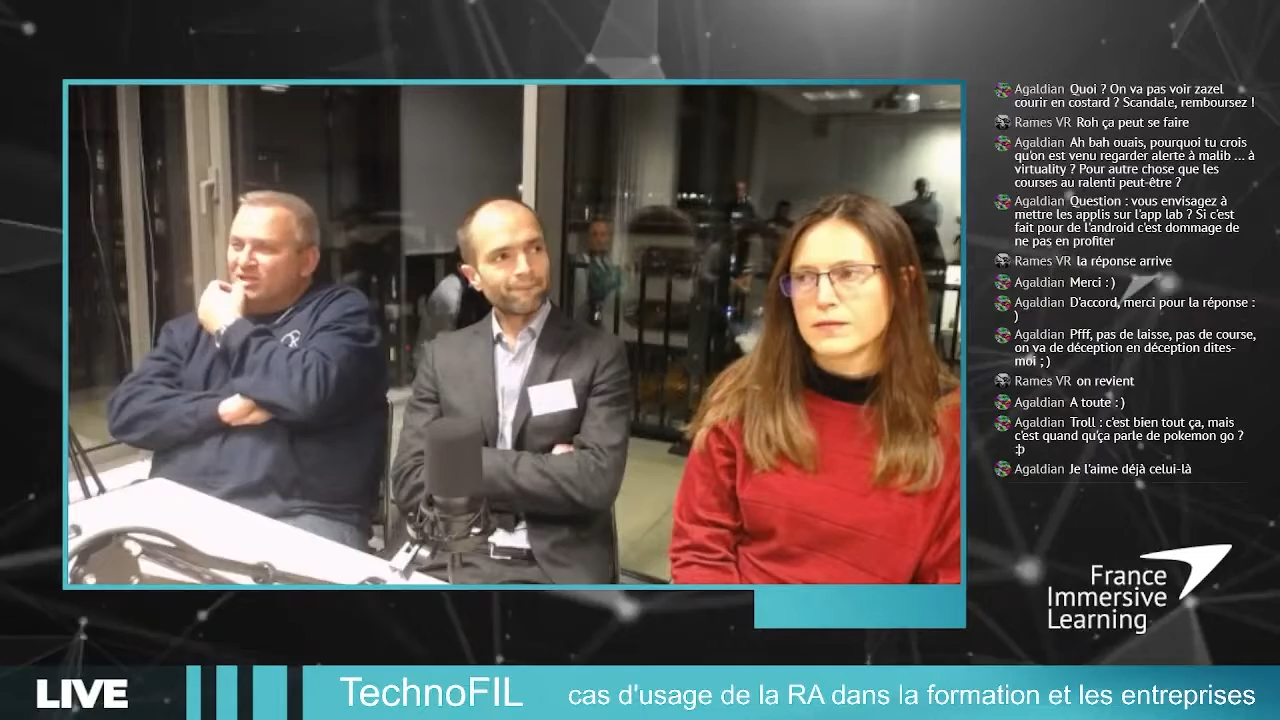 Agaldian Quoi ? On va pas voir zazel
courir en costard ? Scandale, remboursez !
Rames VR Roh ça peut se faire
Agaldian Ah bah ouais, pourquoi tu crois
qu'on est venu regarder alerte à malib ... à
virtuality ? Pour autre chose que les
courses au ralenti peut-être ?
Agaldian Question : vous envisagez à
mettre les applis sur l'app lab ? Si c'est
fait pour de l'android c'est dommage de
ne pas en profiter
Rames VR la réponse arrive
Agaldian Merci : )
Agaldian D'accord, merci pour la réponse :
)
Agaldian Pfff, pas de laisse, pas de course,
on va de déception en déception dites-
moi ; )
Rames VR on revient
Agaldian A toute : )
Agaldian Troll : c'est bien tout ça, mais
c'est quand qu'ça parle de pokemon go ?
:p
Agaldian Je l'aime déjà celui-là
France
Immersive
Learning
LIVE
TechnoFIL cas d'usage de la RA dans la formation et les entreprises